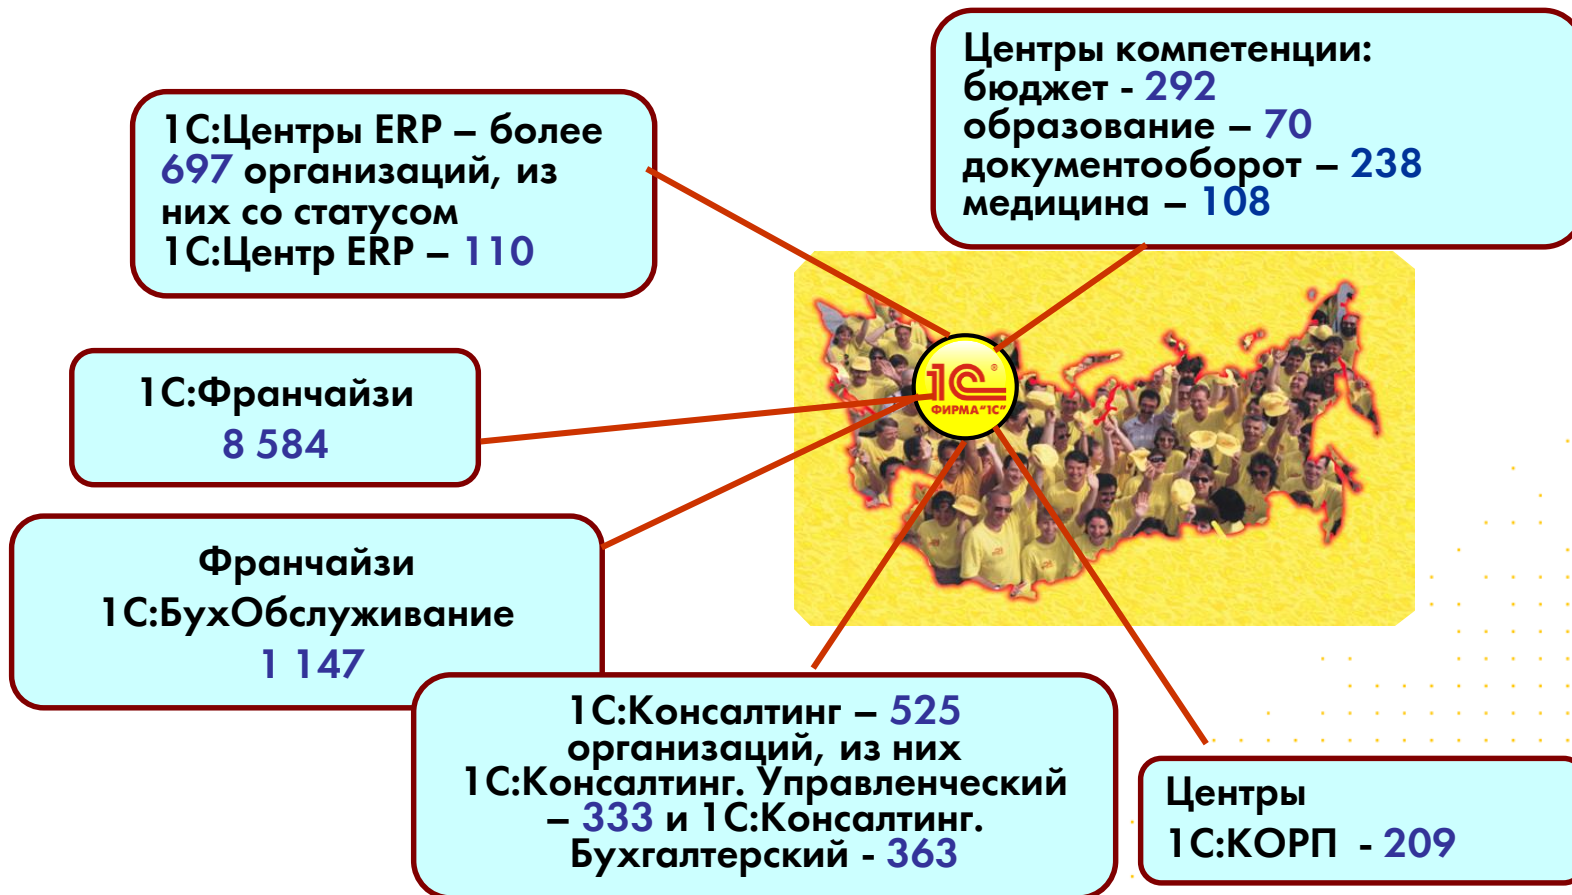 Центры компетенции:
бюджет - 292
образование – 70
документооборот – 238
медицина – 108
1С:Центры ERP – более
697 организаций, из
них со статусом
1С:Центр ERP – 110
1С
®
ФИРМА"1С"
1С:Франчайзи
8 584
Франчайзи
1С:БухОбслуживание
1 147
1С:Консалтинг – 525
организаций, из них
1С:Консалтинг. Управленческий
– 333 и 1С:Консалтинг.
Бухгалтерский - 363
Центры
1С:КОРП - 209